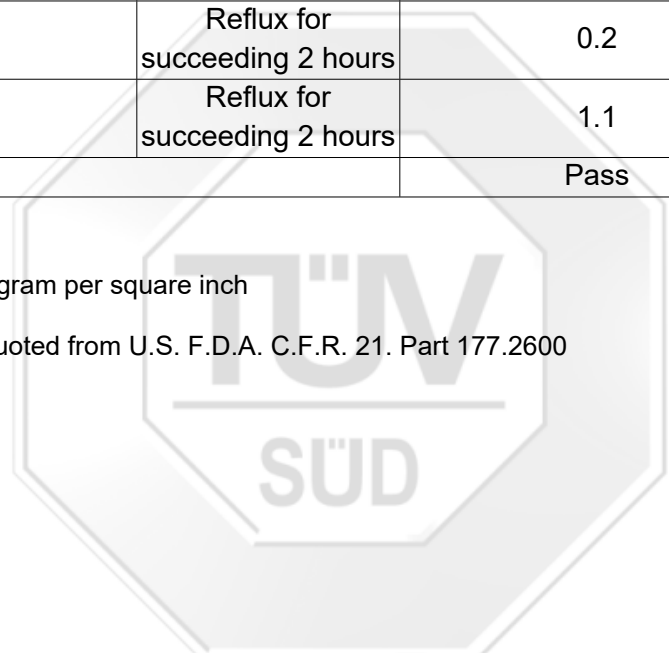 Reflux for
succeeding 2 hours
0.2
Reflux for
succeeding 2 hours
1.1
Pass
gram per square inch
uoted from U.S. F.D.A. C.F.R. 21. Part 177.2600
TÜV
SÜD